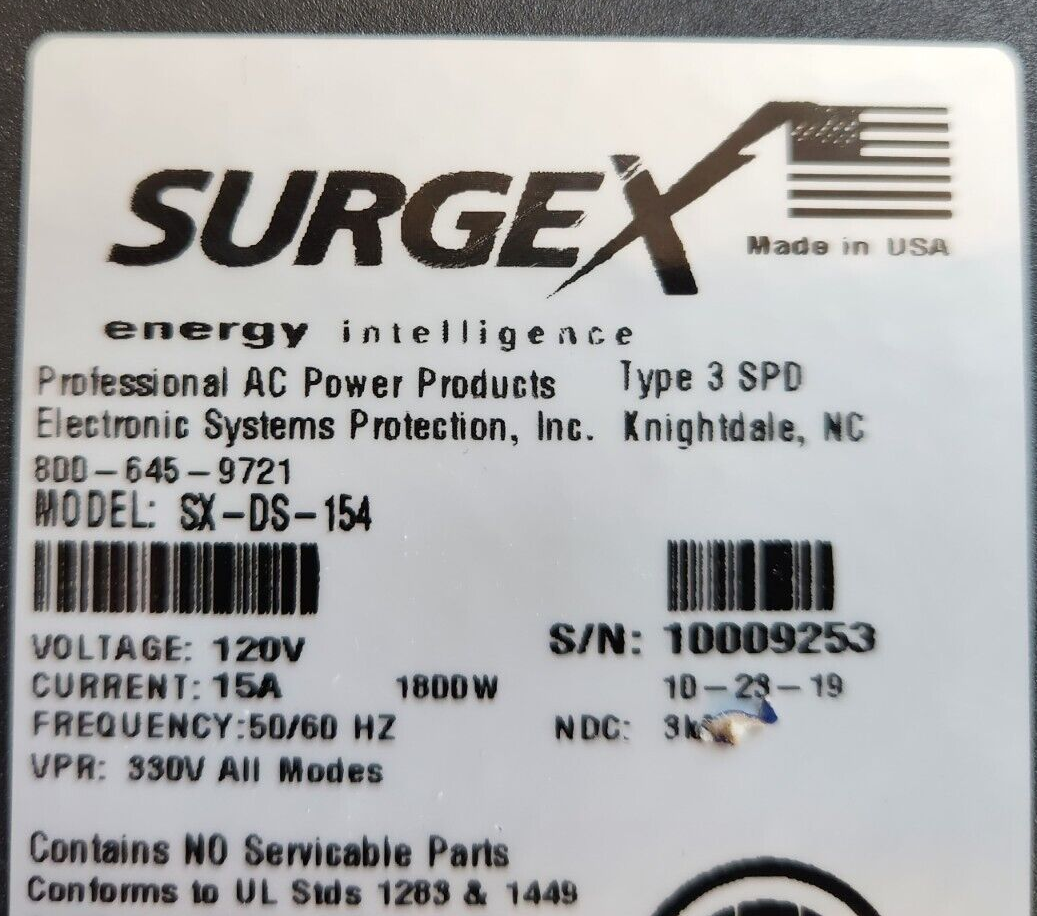 SURGEX
Made in USA
energy intelligence
Professional AC Power Products Type 3 SPD
Electronic Systems Protection, Inc. Knightdale, NC
800-645-9721
MODEL: SX-DS-154
VOLTAGE: 120V S/N: 10009253
CURRENT: 15A 1800W 10-23-19
FREQUENCY:50/60 HZ NDC:
VPR: 330V All Modes
Contains NO Servicable Parts
Conforms to UL Stds 1283 & 1449